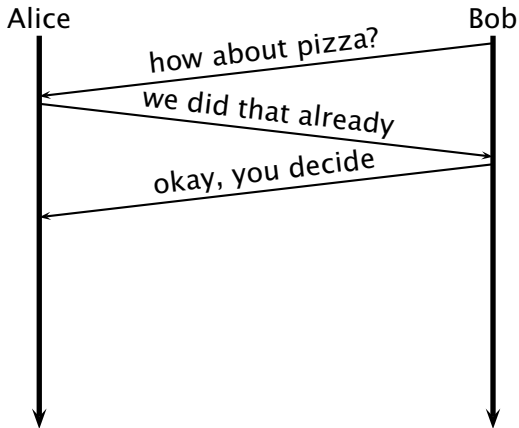 Alice
Bob
how about pizza?
we did that already
okay, you decide